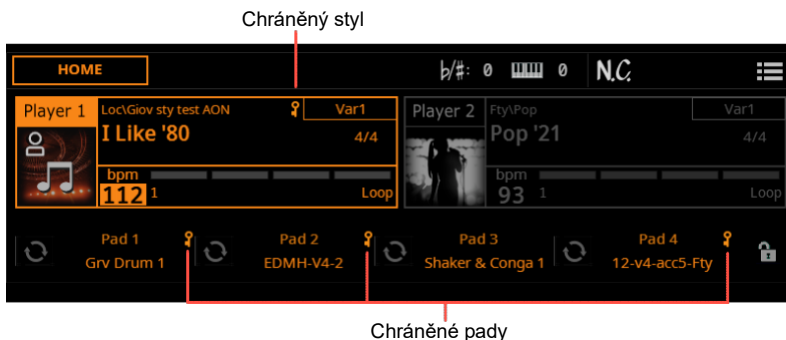 Chráněný styl
HOME
b/#: 0 0 N.C.
Player 1 Loc\Giov sty test AON Var1
I Like '80
4/4
bpm
112 1 Loop
Player 2 Fty\Pop Var1
Pop '21
4/4
bpm
93 1 Loop
Pad 1 Pad 2 Pad 3 Pad 4
Grv Drum 1 EDMH-V4-2 Shaker & Conga 1 12-v4-acc5-Fty
Chráněné pady